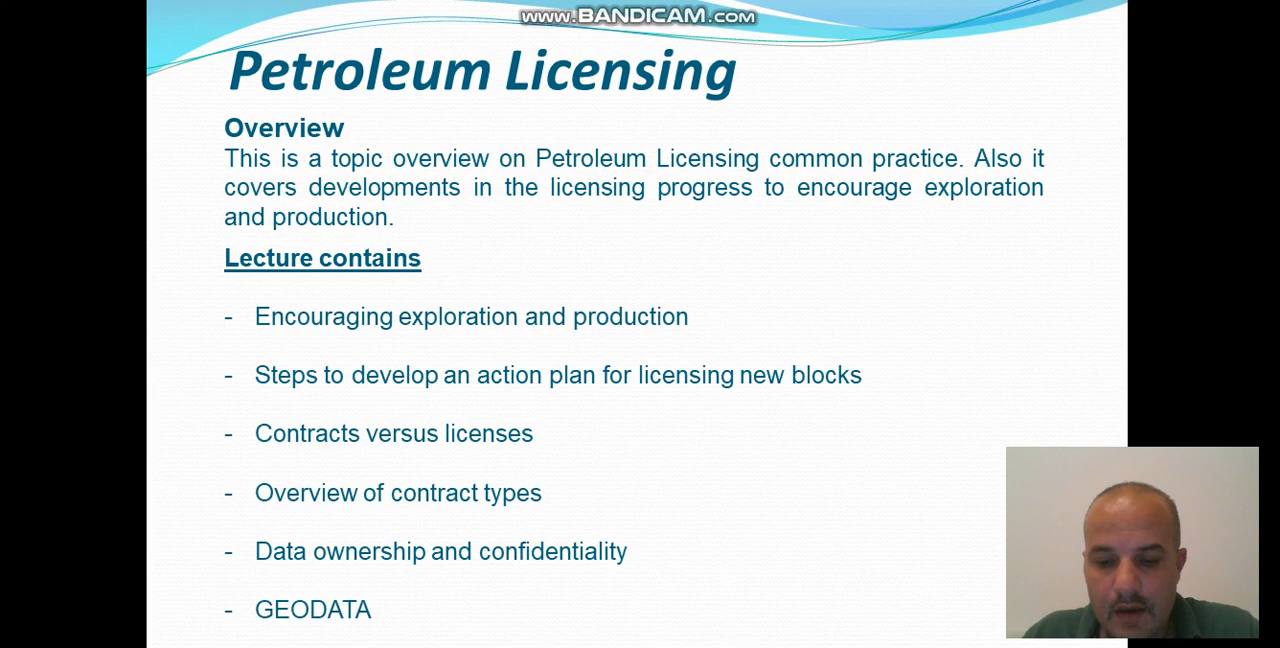 www.BANDICAM.com
Petroleum Licensing
Overview
This is a topic overview on Petroleum Licensing common practice. Also it
covers developments in the licensing progress to encourage exploration
and production.
Lecture contains
- Encouraging exploration and production
- Steps to develop an action plan for licensing new blocks
- Contracts versus licenses
- Overview of contract types
- Data ownership and confidentiality
- GEODATA